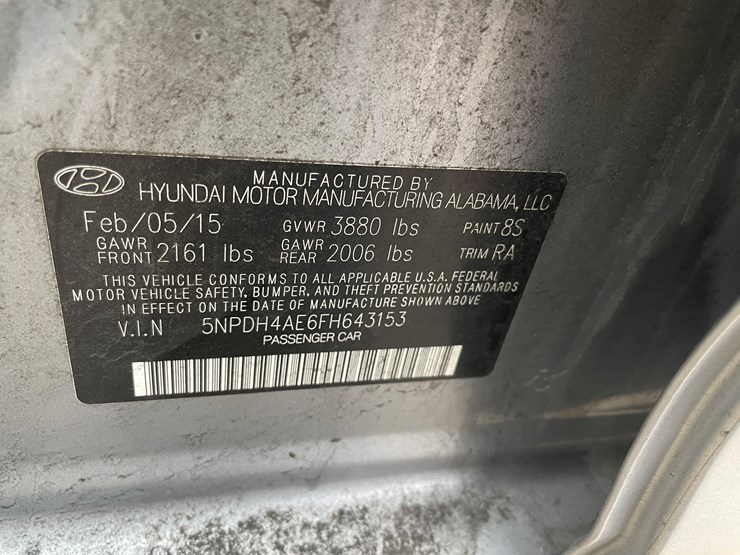 MANUFACTURED BY
HYUNDAI MOTOR MANUFACTURING ALABAMA, LLC
Feb/05/15 GVWR 3880 lbs PAINT 8S
GAWR FRONT 2161 lbs GAWR REAR 2006 lbs TRIM RA
THIS VEHICLE CONFORMS TO ALL APPLICABLE U.S.A. FEDERAL
MOTOR VEHICLE SAFETY, BUMPER, AND THEFT PREVENTION STANDARDS
IN EFFECT ON THE DATE OF MANUFACTURE SHOWN ABOVE
V.I.N 5NPDH4AE6FH643153
PASSENGER CAR